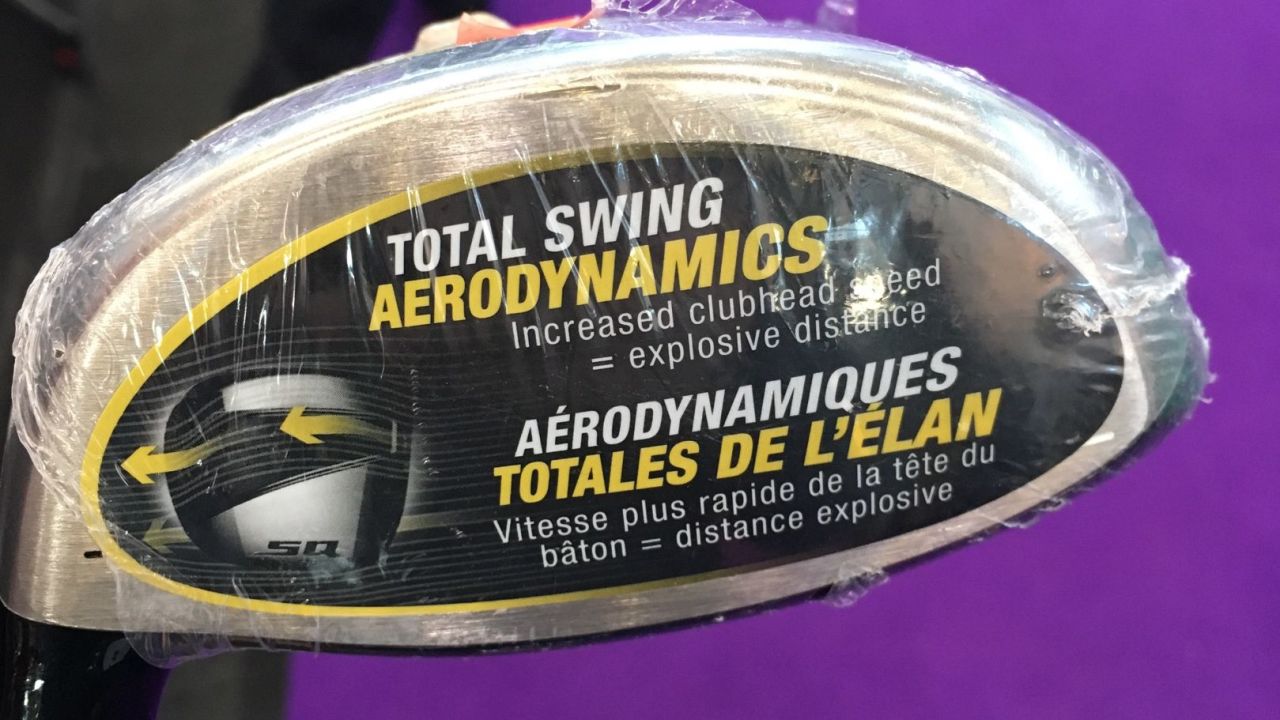 TOTAL SWING
AERODYNAMICS
Increased clubhead speed
= explosive distance
AÉRODYNAMIQUES
TOTALES DE L'ÉLAN
Vitesse plus rapide de la tête du
bâton = distance explosive
SQ